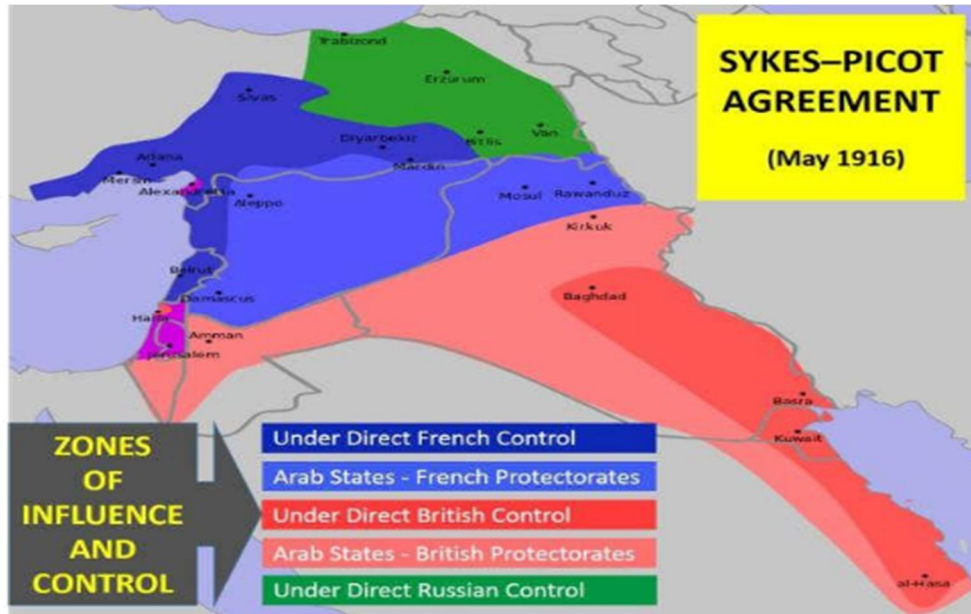 SYKES–PICOT
AGREEMENT
(May 1916)
Trabizond
Erzurum
Sivas
Van
Bitlis
Diyarbekir
Mardin
Adana
Mersin
Alexandretta
Aleppo
Mosul
Rawanduz
Kirkuk
Beirut
Damascus
Baghdad
Haifa
Amman
Jerusalem
Basra
Kuwait
al-Hasa
ZONES
OF
INFLUENCE
AND
CONTROL
Under Direct French Control
Arab States - French Protectorates
Under Direct British Control
Arab States - British Protectorates
Under Direct Russian Control